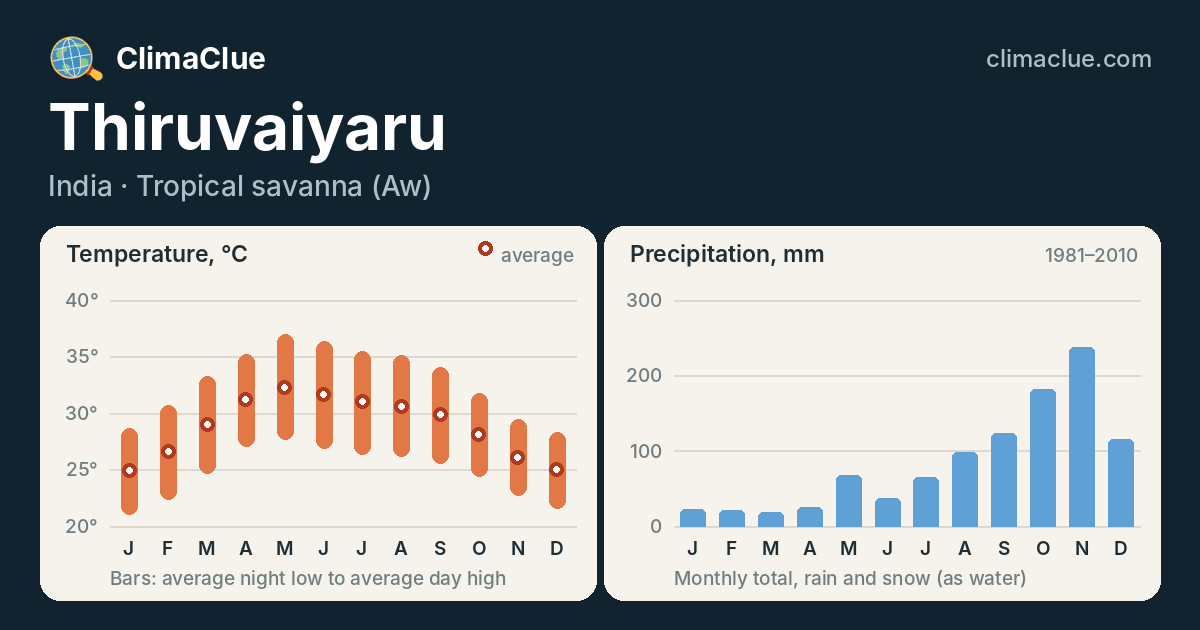 ClimaClue
climaclue.com
Thiruvaiyaru
India · Tropical savanna (Aw)
Temperature, °C
average
40°
35°
30°
25°
20°
J F M A M J J A S O N D
Bars: average night low to average day high
Precipitation, mm
1981–2010
300
200
100
0
J F M A M J J A S O N D
Monthly total, rain and snow (as water)